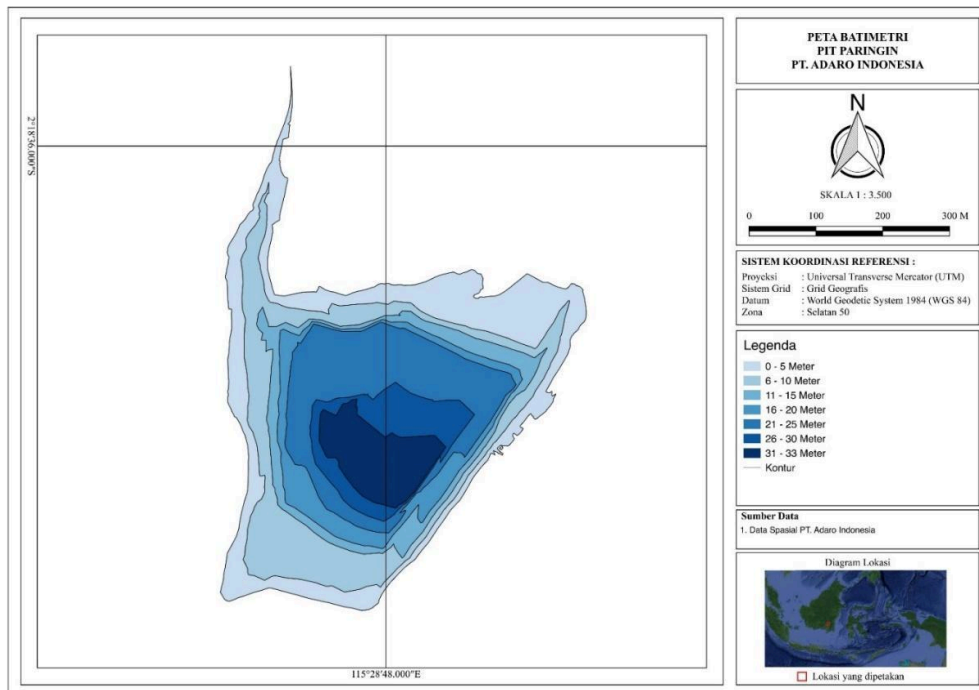 PETA BATIMETRI
PIT PARINGIN
PT. ADARO INDONESIA
N
SKALA 1 : 3.500
0 100 200 300 M
SISTEM KOORDINASI REFERENSI :
Proyeksi : Universal Transverse Mercator (UTM)
Sistem Grid : Grid Geografis
Datum : World Geodetic System 1984 (WGS 84)
Zona : Selatan 50
Legenda
0 - 5 Meter
6 - 10 Meter
11 - 15 Meter
16 - 20 Meter
21 - 25 Meter
26 - 30 Meter
31 - 33 Meter
Kontur
Sumber Data
1. Data Spasial PT. Adaro Indonesia
Diagram Lokasi
Lokasi yang dipetakan
2°18'36.000"S
115°28'48.000"E